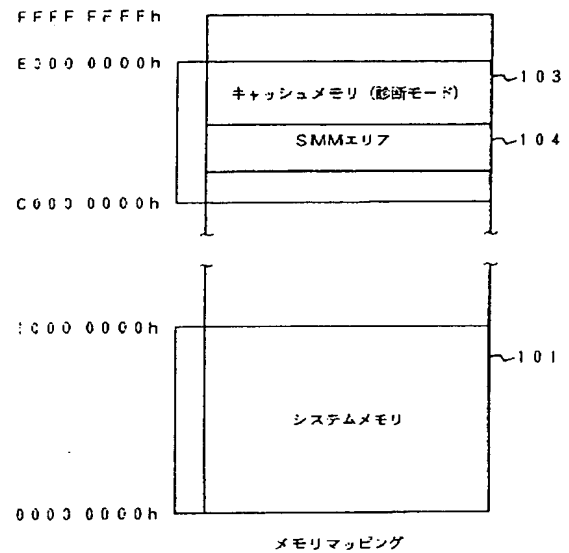 FFFF FFFFh
E000 0000h
キャッシュメモリ (診断モード)
103
SMMエリア
104
C000 0000h
1000 0000h
101
システムメモリ
0000 0000h
メモリマッピング